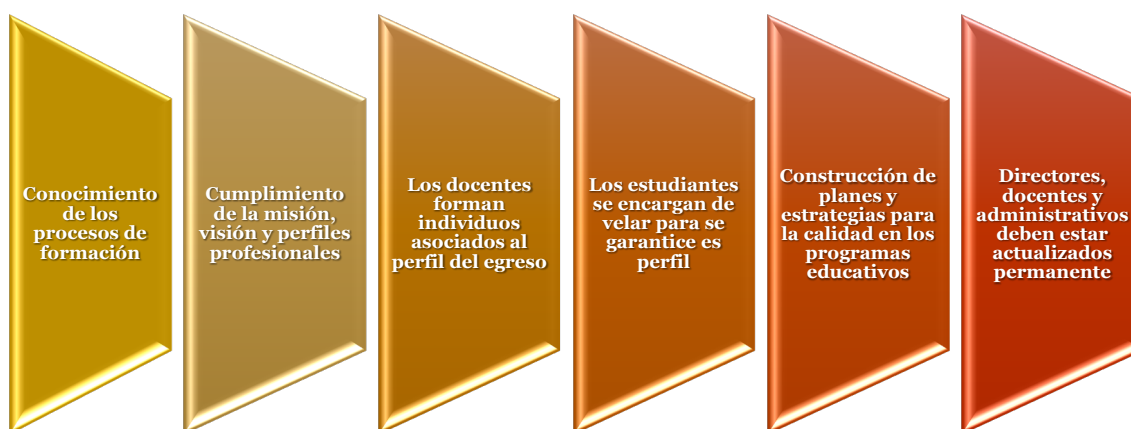 Conocimiento
de los
procesos de
formación
Cumplimiento
de la misión,
visión y perfiles
profesionales
Los docentes
forman
individuos
asociados al
perfil del egreso
Los estudiantes
se encargan de
velar para se
garantice es
perfil
Construcción de
planes y
estrategias para
la calidad en los
programas
educativos
Directores,
docentes y
administrativos
deben estar
actualizados
permanente